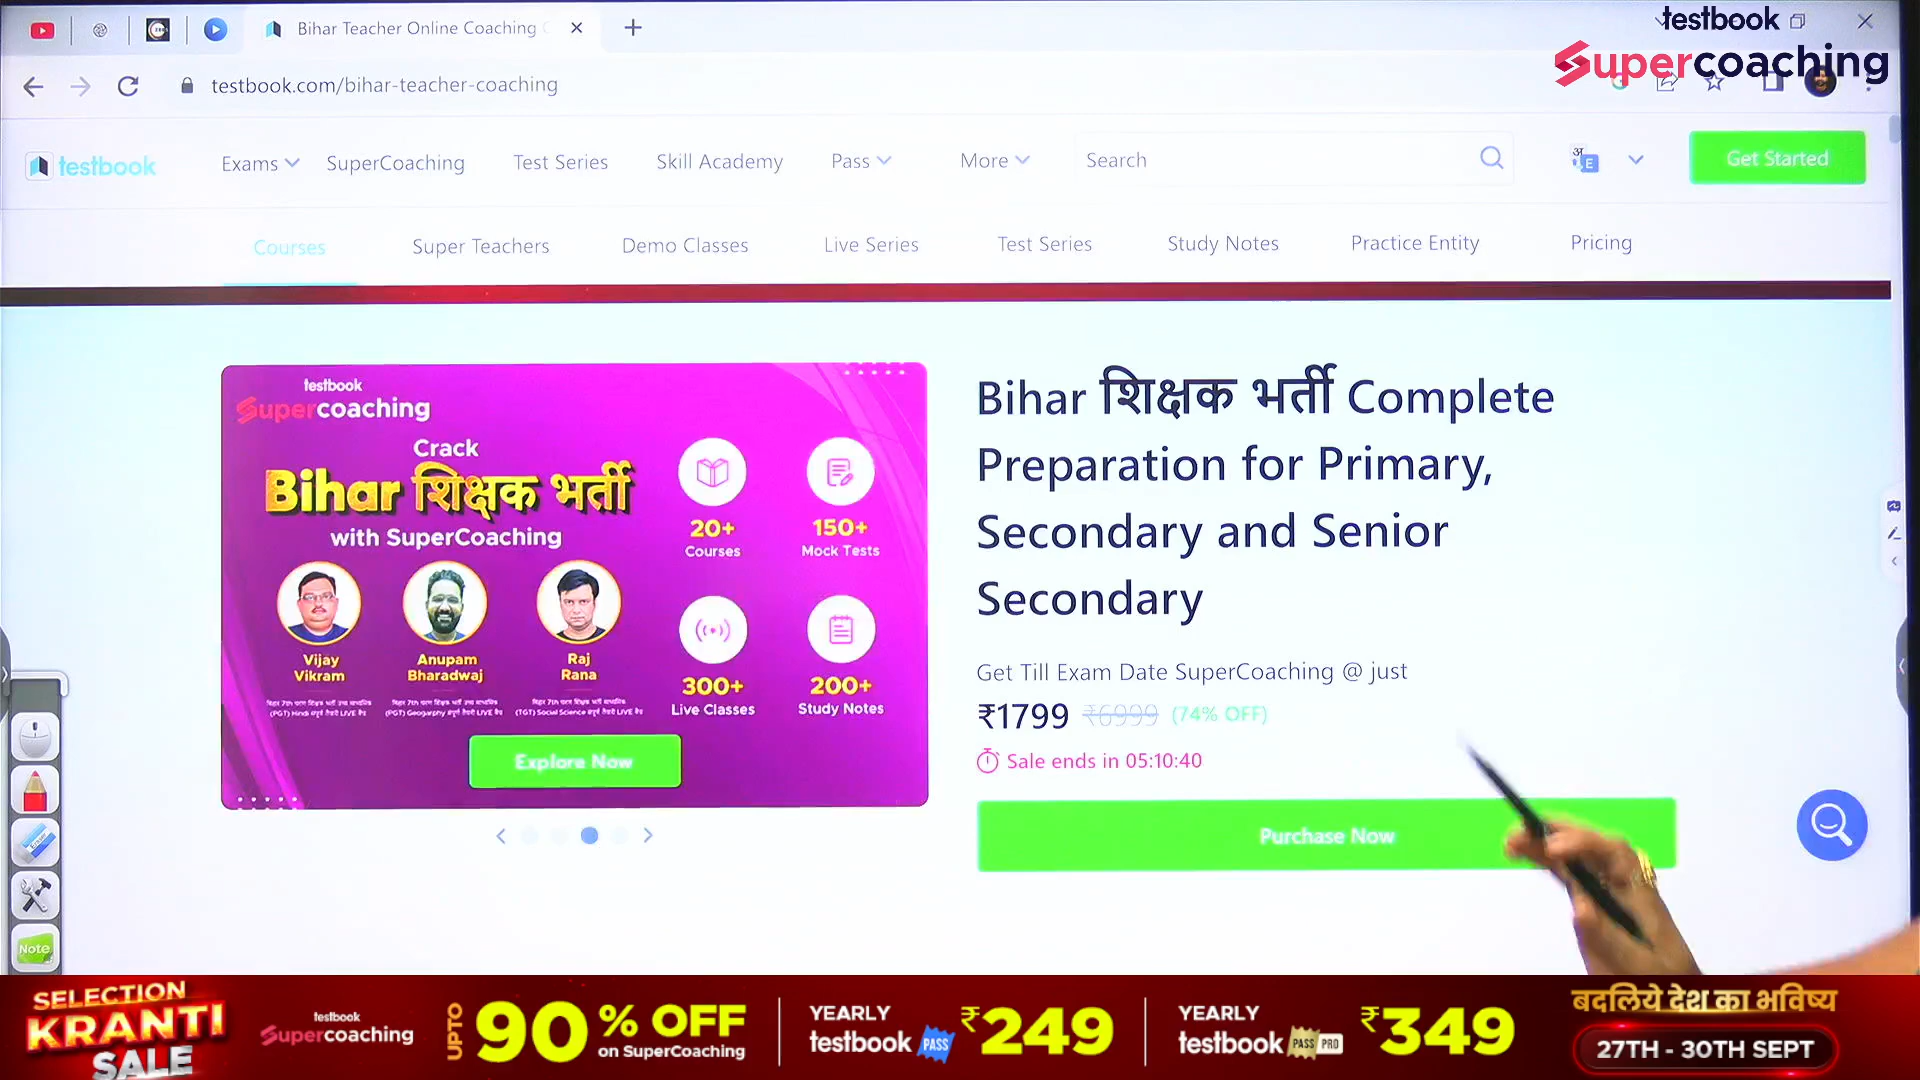 Bihar Teacher Online Coaching
testbook
Supercoaching
testbook.com/bihar-teacher-coaching
testbook
Exams
SuperCoaching
Test Series
Skill Academy
Pass
More
Search
अ
E
Get Started
Courses
Super Teachers
Demo Classes
Live Series
Test Series
Study Notes
Practice Entity
Pricing
testbook
Supercoaching
Crack
Bihar शिक्षक भर्ती
with SuperCoaching
20+
Courses
150+
Mock Tests
300+
Live Classes
200+
Study Notes
Vijay
Vikram
Anupam
Bharadwaj
Raj
Rana
Explore Now
Bihar शिक्षक भर्ती Complete
Preparation for Primary,
Secondary and Senior
Secondary
Get Till Exam Date SuperCoaching @ just
₹1799 ₹6999 (74% OFF)
Sale ends in 05:10:40
Purchase Now
Eraser
Note
SELECTION
KRANTI
SALE
testbook
Supercoaching
UPTO
90% OFF
on SuperCoaching
YEARLY
testbook PASS
₹249
YEARLY
testbook PASS PRO
₹349
बदलिये देश का भविष्य
27TH - 30TH SEPT